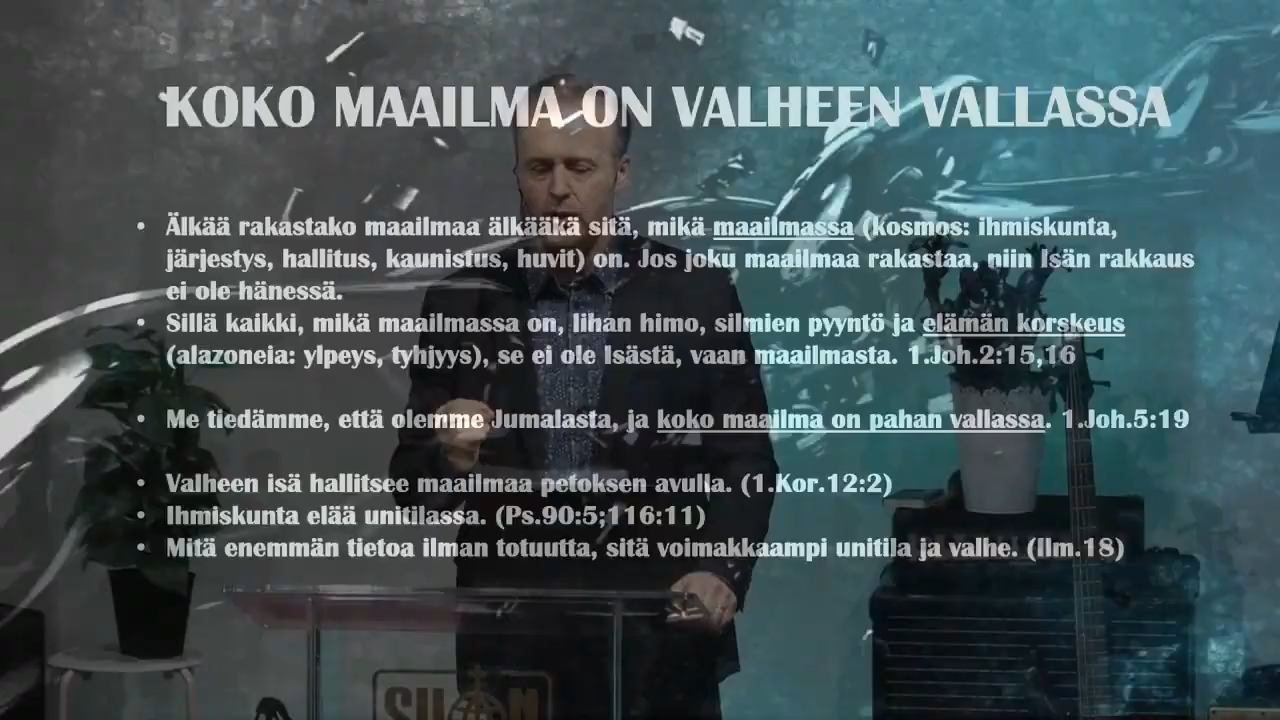 KOKO MAAILMA ON VALHEEN VALLASSA
• Älkää rakastako maailmaa älkääkä sitä, mikä maailmassa (kosmos: ihmiskunta,
järjestys, hallitus, kaunistus, huvit) on. Jos joku maailmaa rakastaa, niin Isän rakkaus
ei ole hänessä.
• Sillä kaikki, mikä maailmassa on, lihan himo, silmien pyyntö ja elämän korskeus
(alazoneia: ylpeys, tyhjyys), se ei ole Isästä, vaan maailmasta. 1.Joh.2:15,16
• Me tiedämme, että olemme Jumalasta, ja koko maailma on pahan vallassa. 1.Joh.5:19
• Valheen isä hallitsee maailmaa petoksen avulla. (1.Kor.12:2)
• Ihmiskunta elää unitilassa. (Ps.90:5;116:11)
• Mitä enemmän tietoa ilman totuutta, sitä voimakkaampi unitila ja valhe. (Ilm.18)